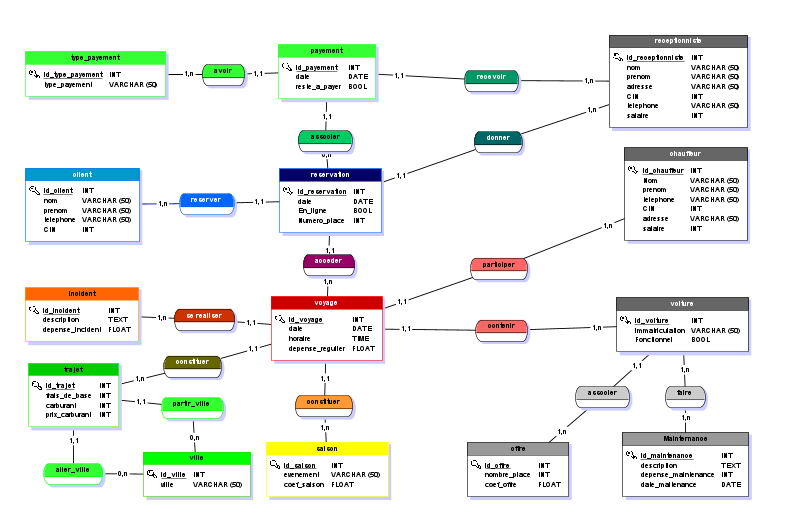 type_payement
id_type_payement INT
type_payement VARCHAR (50)
1,n
avoir
1,1
payement
id_payement INT
date DATE
reste_a_payer BOOL
1,1
recevoir
1,n
receptionniste
id_receptionniste INT
nom VARCHAR (50)
prenom VARCHAR (50)
adresse VARCHAR (50)
CIN INT
telephone VARCHAR (50)
salaire INT
1,1
associer
0,n
donner
1,n
1,1
client
id_client INT
nom VARCHAR (50)
prenom VARCHAR (50)
telephone VARCHAR (50)
CIN INT
1,n
reserver
1,1
reservation
id_reservation INT
date DATE
En_ligne BOOL
Numero_place INT
chauffeur
id_chauffeur INT
Nom VARCHAR (50)
prenom VARCHAR (50)
telephone VARCHAR (50)
CIN INT
adresse VARCHAR (50)
salaire INT
1,1
acceder
1,n
participer
1,n
1,1
incident
id_incident INT
description TEXT
depense_incident FLOAT
1,n
se realiser
1,1
voyage
id_voyage INT
date DATE
horaire TIME
depense_regulier FLOAT
1,1
contenir
1,n
voiture
id_voiture INT
immatriculation VARCHAR (50)
Fonctionnel BOOL
1,1
constituer
1,n
trajet
id_trajet INT
frais_de_base INT
carburant INT
prix_carburant INT
1,1
partir_ville
0,n
1,1
constituer
1,n
1,1
associer
1,n
1,n
faire
1,n
1,1
aller_ville
0,n
ville
id_ville INT
ville VARCHAR (50)
saison
id_saison INT
evenement VARCHAR (50)
coef_saison FLOAT
offre
id_offre INT
nombre_place INT
coef_offre FLOAT
Maintenance
id_maintenance INT
description TEXT
depense_maintenance INT
date_maitenance DATE